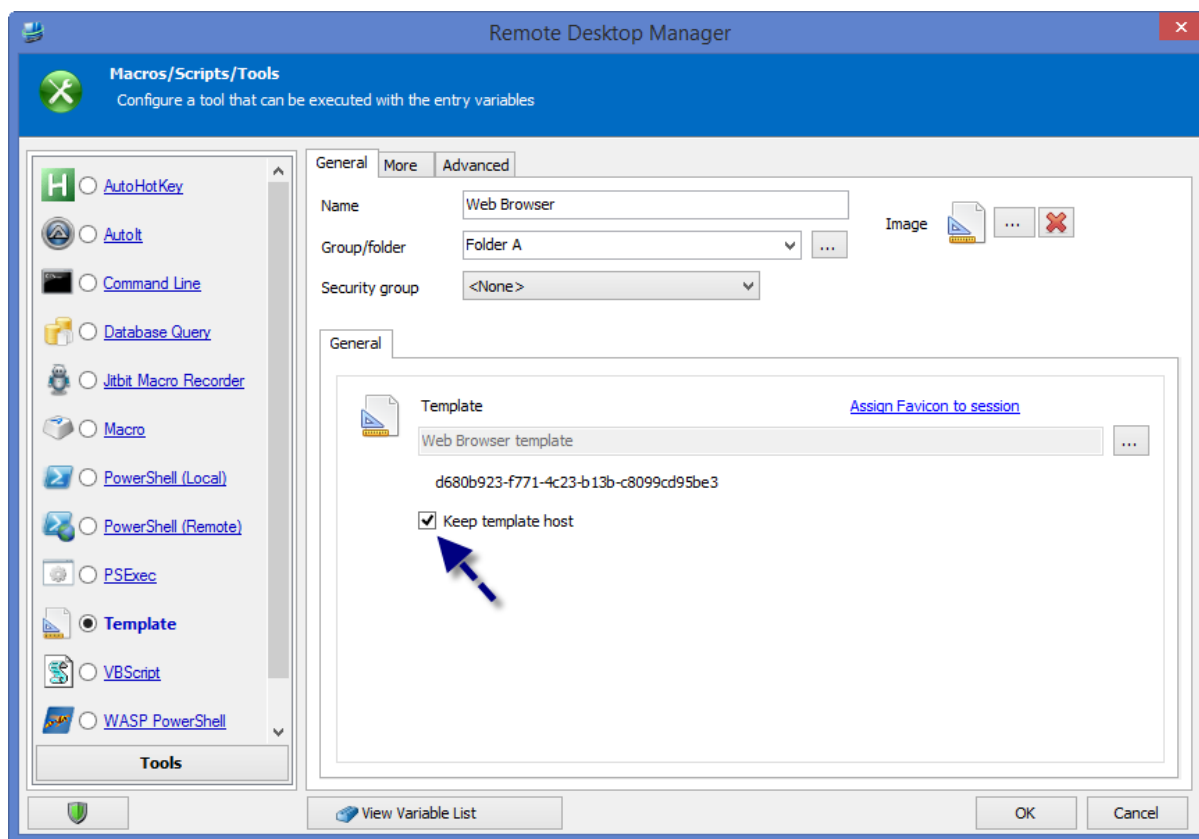 Remote Desktop Manager
Macros/Scripts/Tools
Configure a tool that can be executed with the entry variables
AutoHotKey
AutoIt
Command Line
Database Query
Jitbit Macro Recorder
Macro
PowerShell (Local)
PowerShell (Remote)
PSExec
Template
VBScript
WASP PowerShell
Tools
General More Advanced
Name Web Browser
Image ...
Group/folder Folder A ...
Security group <None>
General
Template Assign Favicon to session
Web Browser template ...
d680b923-f771-4c23-b13b-c8099cd95be3
Keep template host
View Variable List OK Cancel